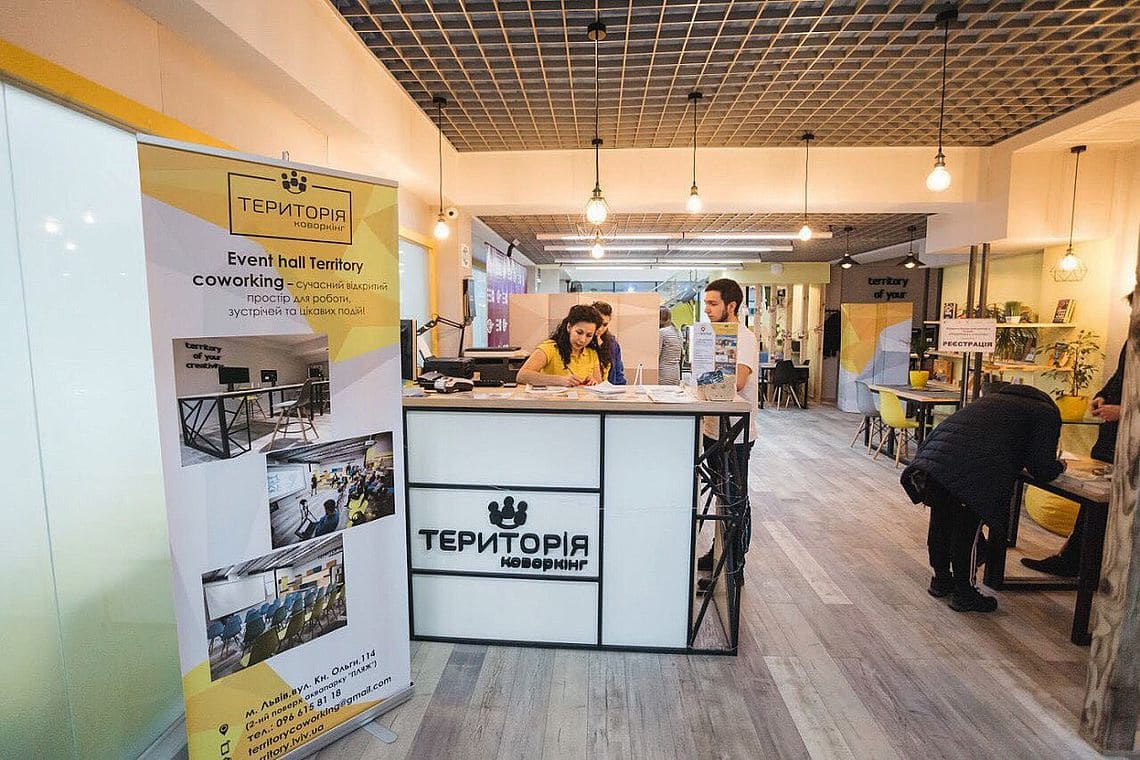 ТЕРИТОРІЯ
коворкінг
Event hall Territory
coworking – сучасний відкритий
простір для роботи,
зустрічей та цікавих подій!
territory
of your
creativity
м. Львів,вул. Кн. Ольги,114
(2-ий поверх аквапарку "ПЛЯЖ")
тел.: 096 615 81 18
territorycoworking@gmail.com
territory.lviv.ua
ТЕРИТОРІЯ
коворкінг
territory
of your
РЕЄСТРАЦІЯ